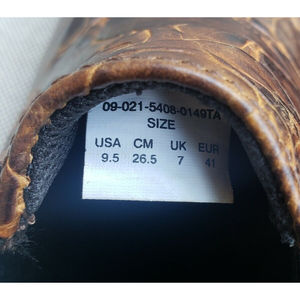 09-021-5408-0149TA
SIZE
USA CM UK EUR
9.5 26.5 7 41